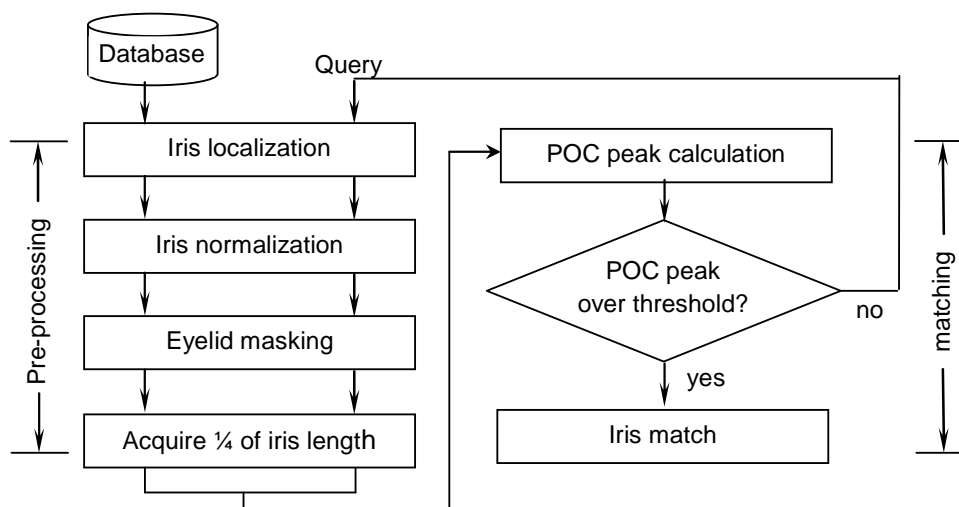 Database
Query
Iris localization
Iris normalization
Eyelid masking
Acquire ¼ of iris length
Pre-processing
POC peak calculation
POC peak
over threshold?
no
yes
Iris match
matching